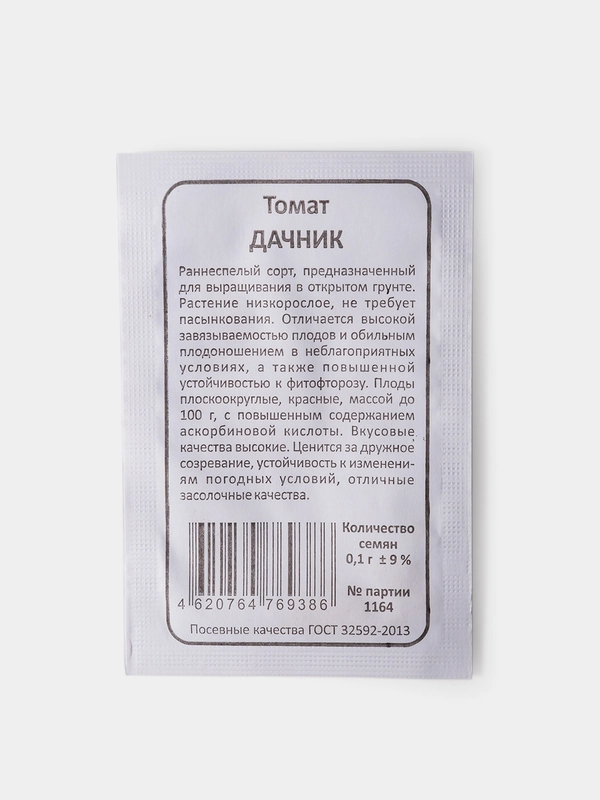 Томат
ДАЧНИК
Раннеспелый сорт, предназначенный
для выращивания в открытом грунте.
Растение низкорослое, не требует
пасынкования. Отличается высокой
завязываемостью плодов и обильным
плодоношением в неблагоприятных
условиях, а также повышенной
устойчивостью к фитофторозу. Плоды
плоскоокруглые, красные, массой до
100 г, с повышенным содержанием
аскорбиновой кислоты. Вкусовые
качества высокие. Ценится за дружное
созревание, устойчивость к изменени-
ям погодных условий, отличные
засолочные качества.
Количество
семян
0,1 г ± 9 %
№ партии
1164
4 620764 769386
Посевные качества ГОСТ 32592-2013